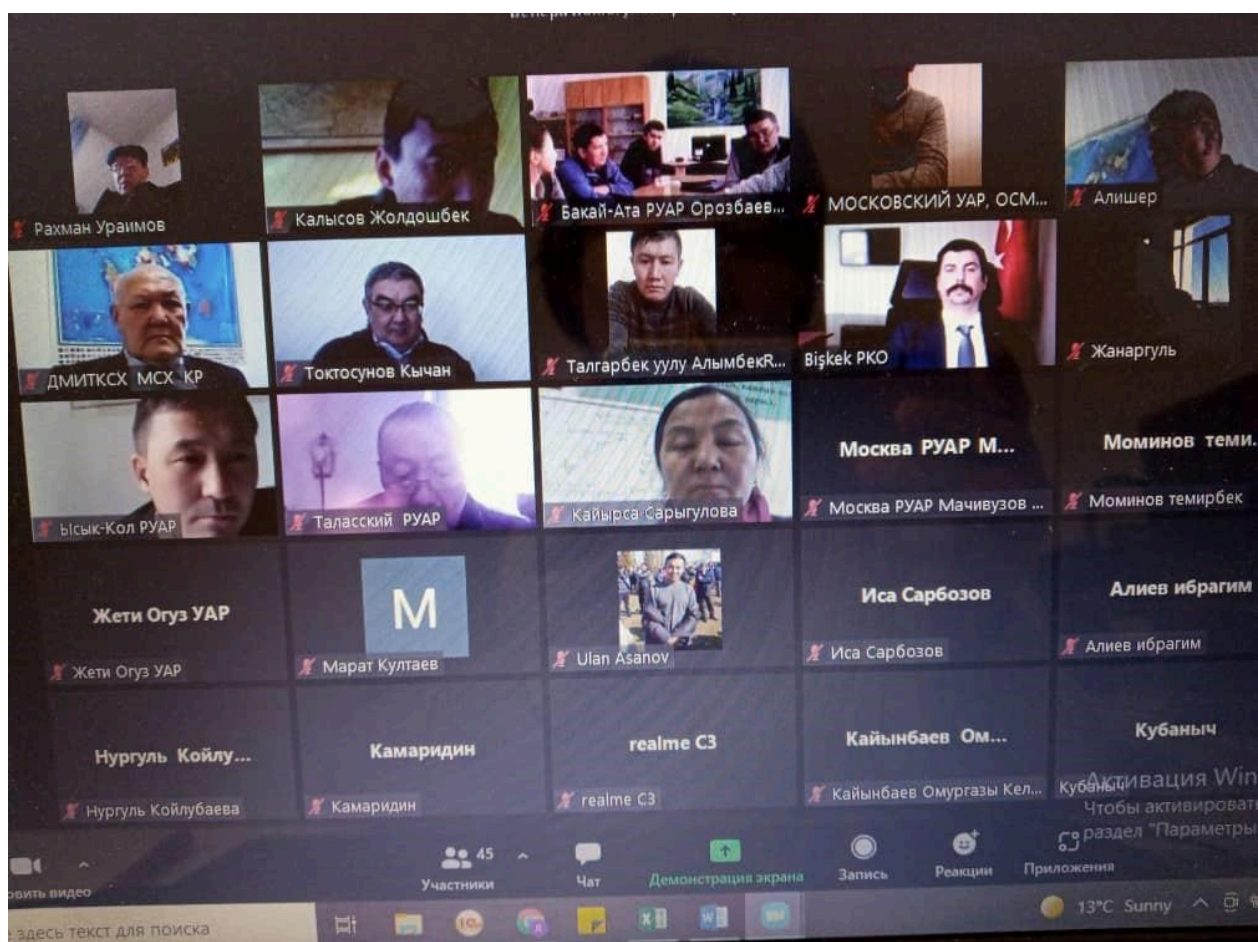 Рахман Ураимов
Калысов Жолдошбек
Бакай-Ата РУАР Орозбаев...
МОСКОВСКИЙ УАР, ОСМ...
Алишер
ДМИТКСХ МСХ КР
Токтосунов Кычан
Талгарбек уулу АлымбекR...
Bişkek PKO
Жанаргуль
Ысык-Кол РУАР
Таласский РУАР
Кайырса Сарыгулова
Москва РУАР М...
Москва РУАР Мачивузов ...
Моминов теми...
Моминов темирбек
Жети Огуз УАР
Жети Огуз УАР
M
Марат Култаев
Ulan Asanov
Иса Сарбозов
Иса Сарбозов
Алиев ибрагим
Алиев ибрагим
Нургуль Койлу...
Нургуль Койлубаева
Камаридин
Камаридин
realme C3
realme C3
Кайынбаев Ом...
Кайынбаев Омургазы Кел...
Кубаныч
Кубаныч
Активация Win
Чтобы активировать
раздел "Параметры
овить видео
45
Участники
Чат
Демонстрация экрана
Запись
Реакции
Приложения
здесь текст для поиска
13°C Sunny